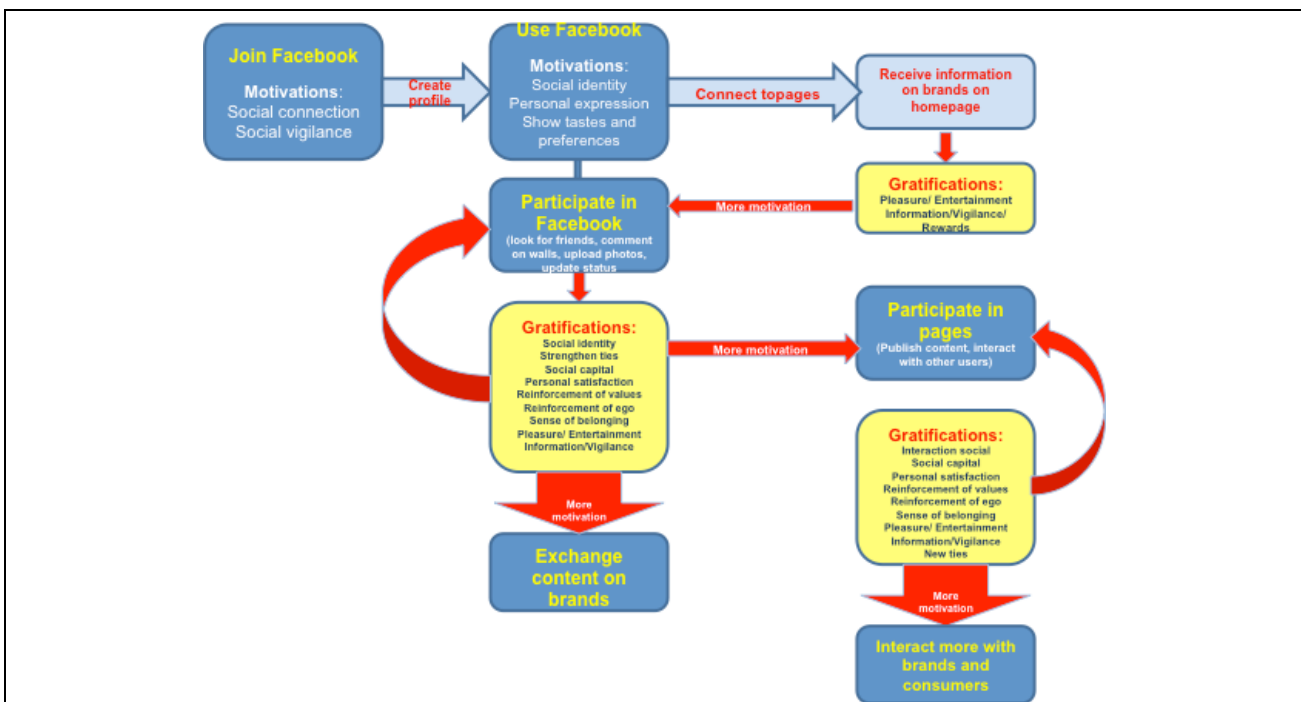 Join Facebook
Motivations:
Social connection
Social vigilance
Create
profile
Use Facebook
Motivations:
Social identity
Personal expression
Show tastes and
preferences
Connect topages
Receive information
on brands on
homepage
Gratifications:
Pleasure/ Entertainment
Information/Vigilance/
Rewards
More motivation
Participate in
Facebook
(look for friends, comment
on walls, upload photos,
update status
Gratifications:
Social identity
Strengthen ties
Social capital
Personal satisfaction
Reinforcement of values
Reinforcement of ego
Sense of belonging
Pleasure/ Entertainment
Information/Vigilance
More motivation
Participate in
pages
(Publish content, interact
with other users)
Gratifications:
Interaction social
Social capital
Personal satisfaction
Reinforcement of values
Reinforcement of ego
Sense of belonging
Pleasure/ Entertainment
Information/Vigilance
New ties
More
motivation
Exchange
content on
brands
More
motivation
Interact more with
brands and
consumers